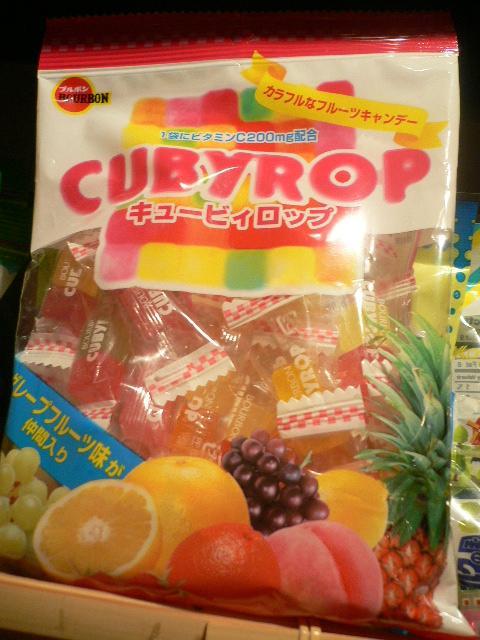 ブルボン
BOURBON
カラフルなフルーツキャンデー
1袋にビタミンC200mg配合
CUBYROP
キュービィロップ
グレープフルーツ味が
仲間入り